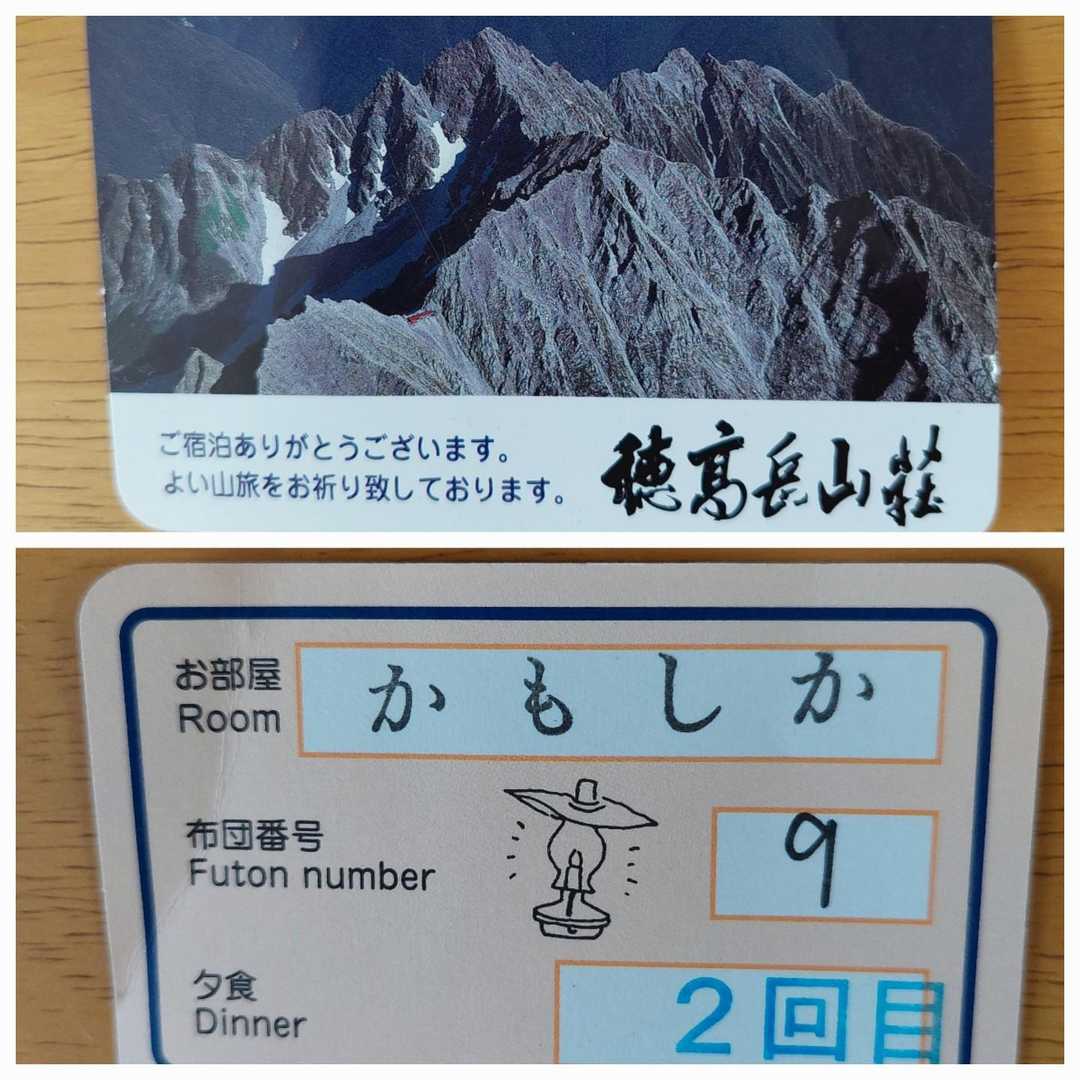 ご宿泊ありがとうございます。
よい山旅をお祈り致しております。
穂高岳山荘
お部屋
Room
かもしか
布団番号
Futon number
9
夕食
Dinner
2回目